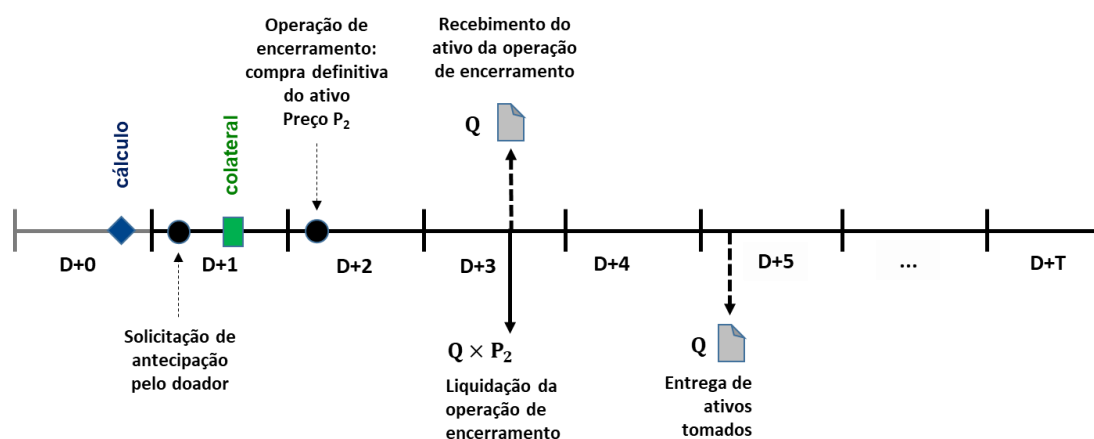 Operação de
encerramento:
compra definitiva
do ativo
Preço P₂
Recebimento do
ativo da operação
de encerramento
Q
cálculo
colateral
D+0
D+1
D+2
D+3
D+4
D+5
...
D+T
Solicitação de
antecipação
pelo doador
Q × P₂
Liquidação da
operação de
encerramento
Q
Entrega de
ativos
tomados